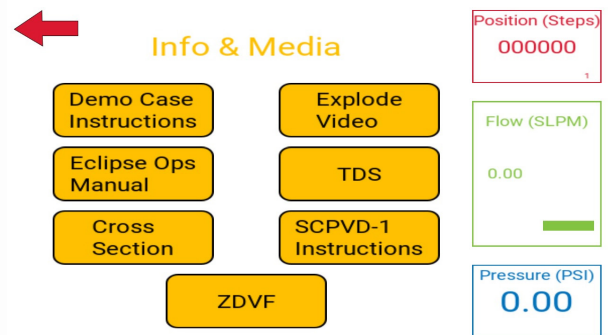 Info & Media
Demo Case
Instructions
Explode
Video
Eclipse Ops
Manual
TDS
Cross
Section
SCPVD-1
Instructions
ZDVF
Position (Steps)
000000
1
Flow (SLPM)
0.00
Pressure (PSI)
0.00